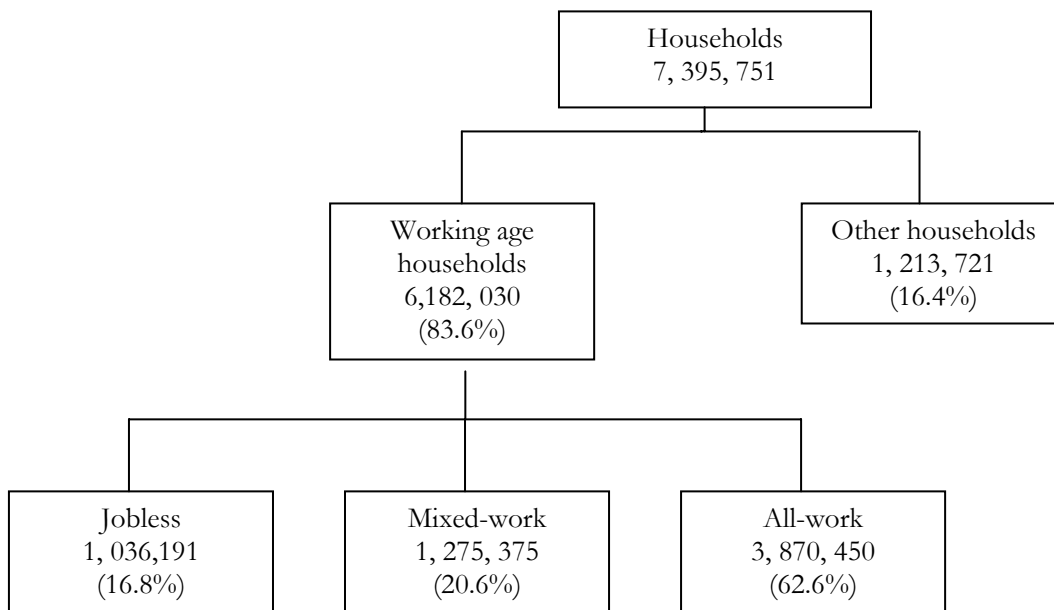 Households
7, 395, 751
Working age
households
6,182, 030
(83.6%)
Other households
1, 213, 721
(16.4%)
Jobless
1, 036,191
(16.8%)
Mixed-work
1, 275, 375
(20.6%)
All-work
3, 870, 450
(62.6%)